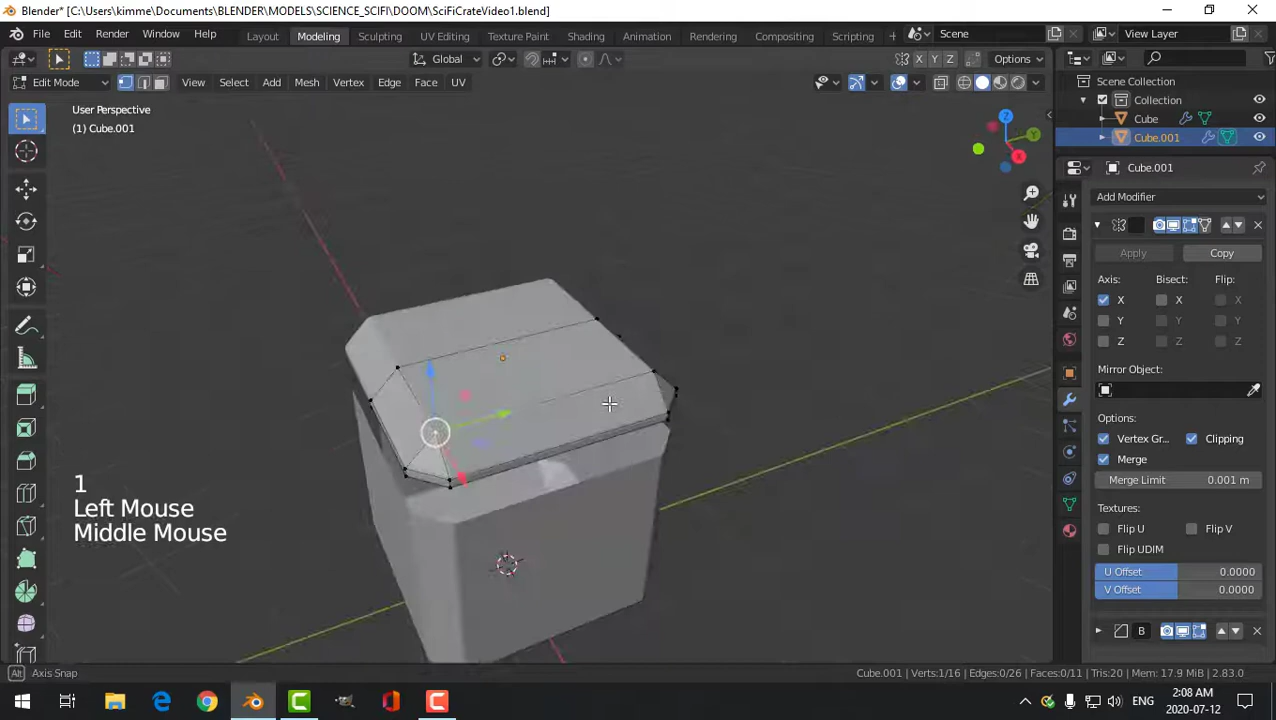 Blender* [C:\Users\kimme\Documents\BLENDER\MODELS\SCIENCE_SCIFI\DOOM\SciFiCrateVideo1.blend]
File Edit Render Window Help Layout Modeling Sculpting UV Editing Texture Paint Shading Animation Rendering Compositing Scripting Scene View Layer
Global X Y Z Options
Edit Mode View Select Add Mesh Vertex Edge Face UV
User Perspective
(1) Cube.001
Scene Collection
Collection
Cube
Cube.001
Z
Y
X
Cube.001
Add Modifier
Apply Copy
Axis: Bisect: Flip:
X X X
Y Y Y
Z Z Z
Mirror Object:
Options:
Vertex Gr... Clipping
Merge
Merge Limit 0.001 m
Textures:
Flip U Flip V
Flip UDIM
U Offset 0.0000
V Offset 0.0000
B
1
Left Mouse
Middle Mouse
Alt Axis Snap
Cube.001 | Verts:1/16 | Edges:0/26 | Faces:0/11 | Tris:20 | Mem: 17.9 MiB | 2.83.0
ENG
2:08 AM
2020-07-12